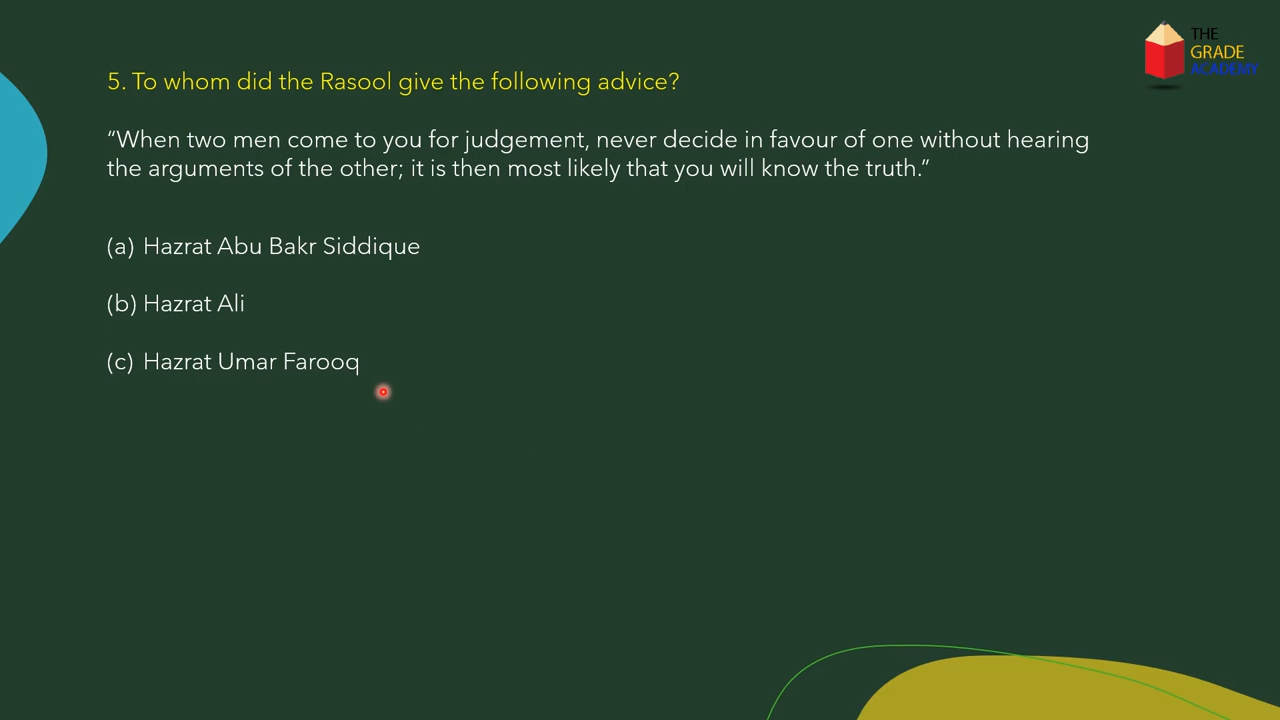 THE
GRADE
ACADEMY
5. To whom did the Rasool give the following advice?
“When two men come to you for judgement, never decide in favour of one without hearing
the arguments of the other; it is then most likely that you will know the truth.”
(a) Hazrat Abu Bakr Siddique
(b) Hazrat Ali
(c) Hazrat Umar Farooq